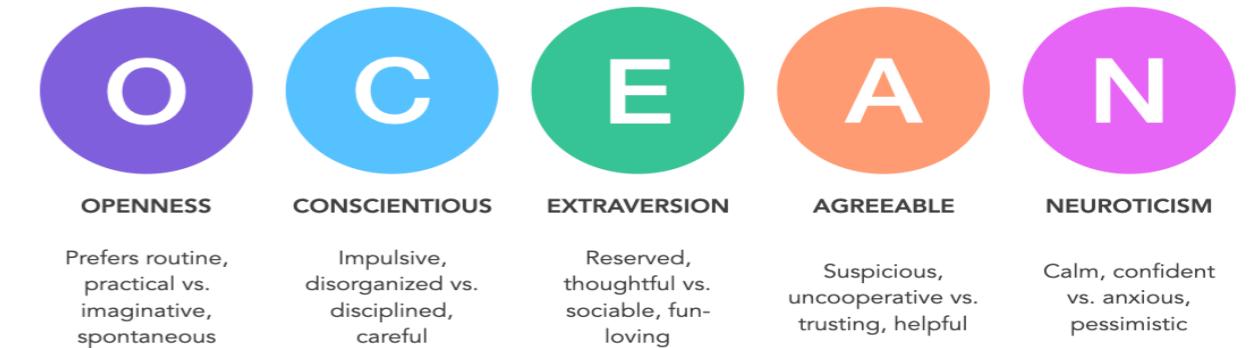 O
C
E
A
N
OPENNESS
Prefers routine,
practical vs.
imaginative,
spontaneous
CONSCIENTIOUS
Impulsive,
disorganized vs.
disciplined,
careful
EXTRAVERSION
Reserved,
thoughtful vs.
sociable, fun-
loving
AGREEABLE
Suspicious,
uncooperative vs.
trusting, helpful
NEUROTICISM
Calm, confident
vs. anxious,
pessimistic